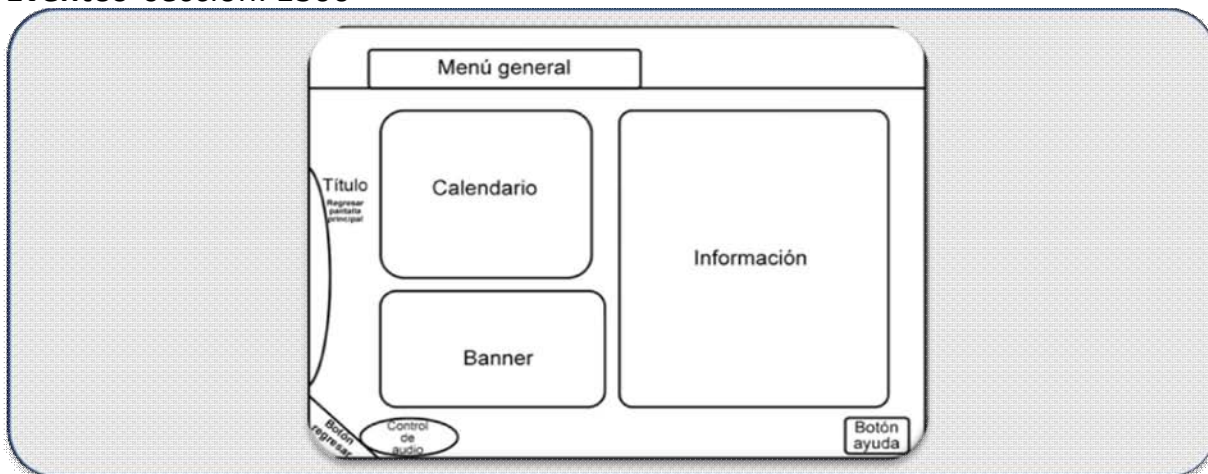 Menú general
Título
Regresar
pantalla
principal
Calendario
Información
Banner
Botón
regresar
Control
de
audio
Botón
ayuda